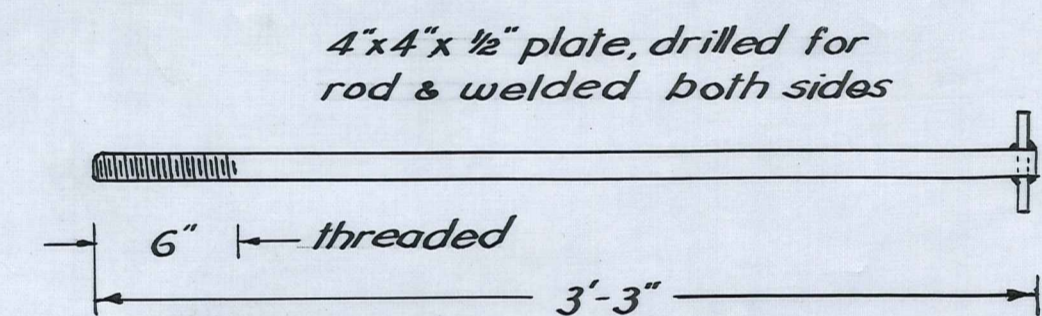 4"x4"x ½" plate, drilled for
rod & welded both sides
6" threaded
3'-3"